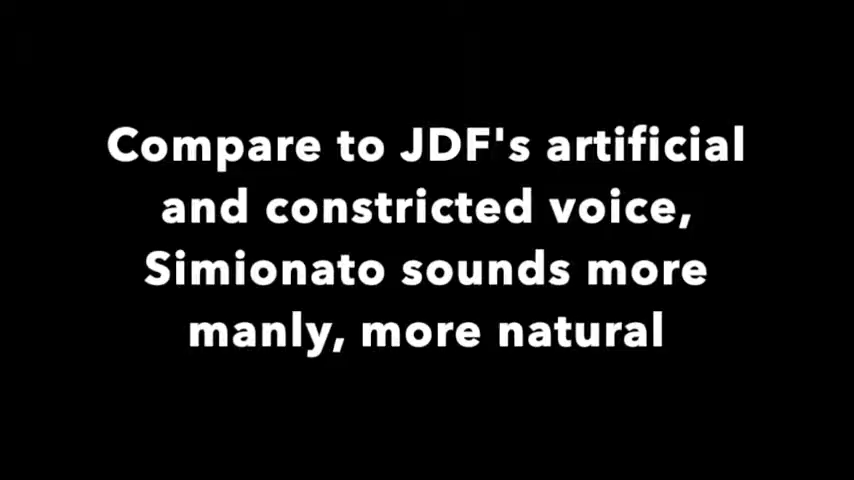 Compare to JDF's artificial
and constricted voice,
Simionato sounds more
manly, more natural